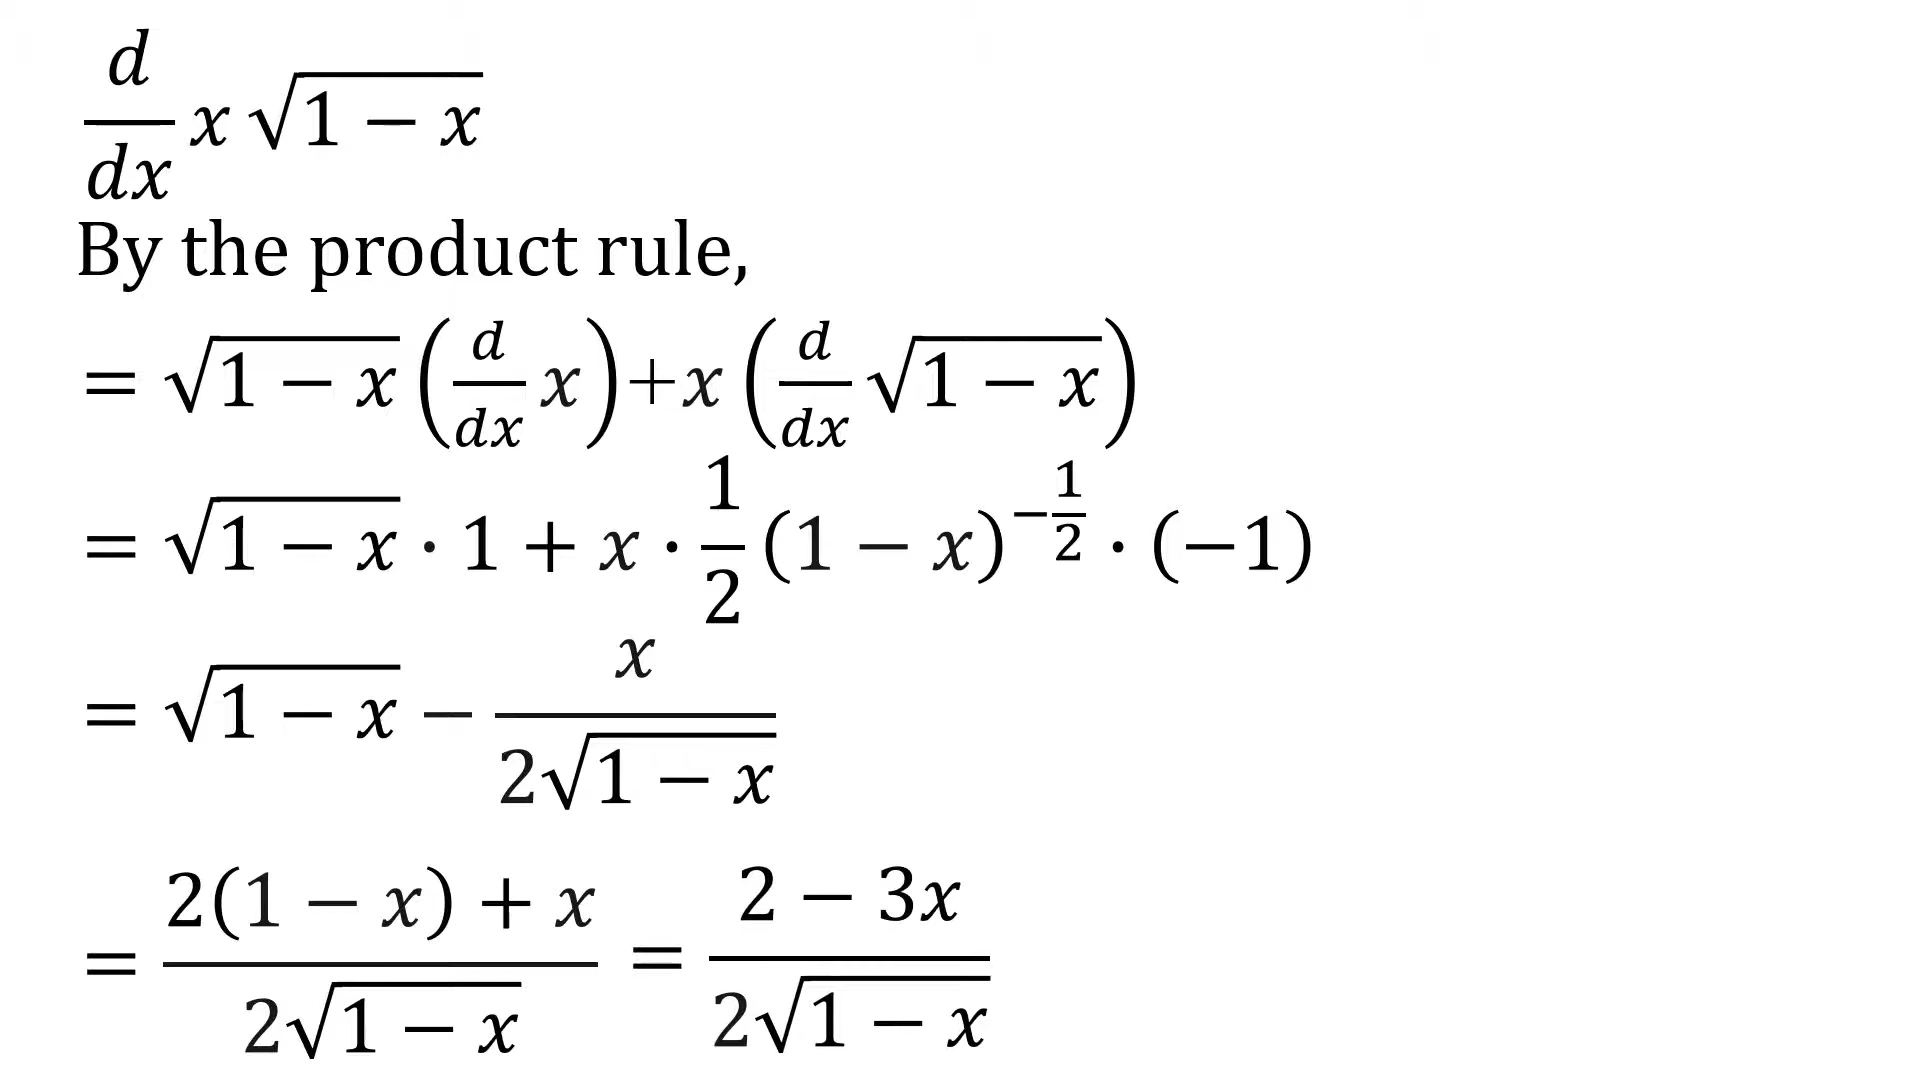 d/dx x √(1 − x)
By the product rule,
= √(1 − x) (d/dx x) + x (d/dx √(1 − x))
= √(1 − x) · 1 + x · 1/2 (1 − x)^(−1/2) · (−1)
= √(1 − x) − x/(2√(1 − x))
= (2(1 − x) + x)/(2√(1 − x)) = (2 − 3x)/(2√(1 − x))